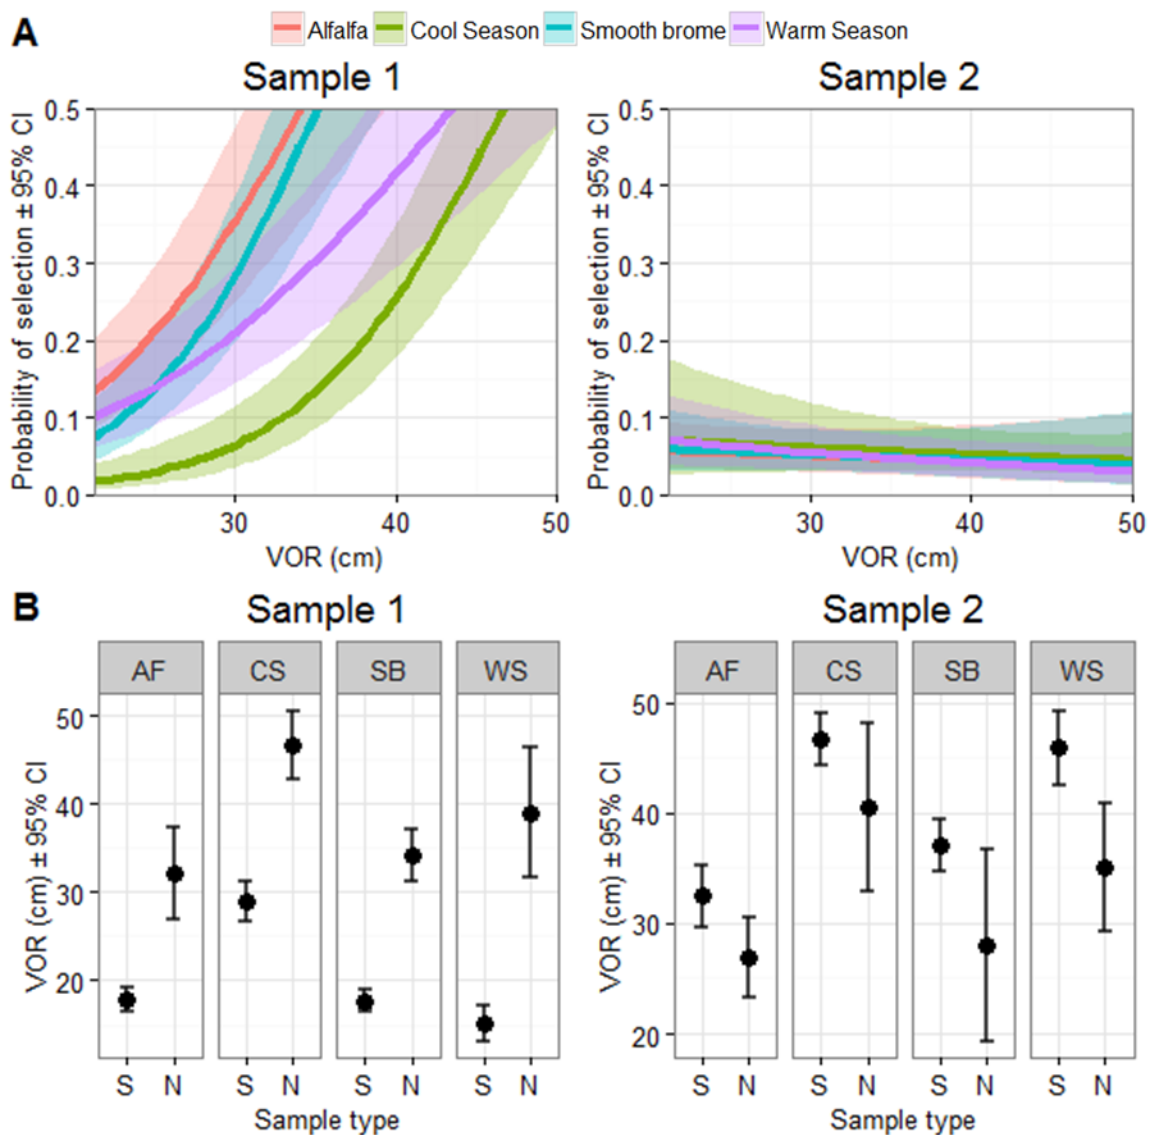 A
Alfalfa Cool Season Smooth brome Warm Season
Sample 1 Sample 2
Probability of selection ± 95% CI
0.5
0.4
0.3
0.2
0.1
0.0
30 40 50
VOR (cm)
Probability of selection ± 95% CI
0.5
0.4
0.3
0.2
0.1
0.0
30 40 50
VOR (cm)
B
Sample 1 Sample 2
AF CS SB WS
VOR (cm) ± 95% CI
50
40
30
20
S N S N S N S N
Sample type
AF CS SB WS
VOR (cm) ± 95% CI
50
40
30
20
S N S N S N S N
Sample type